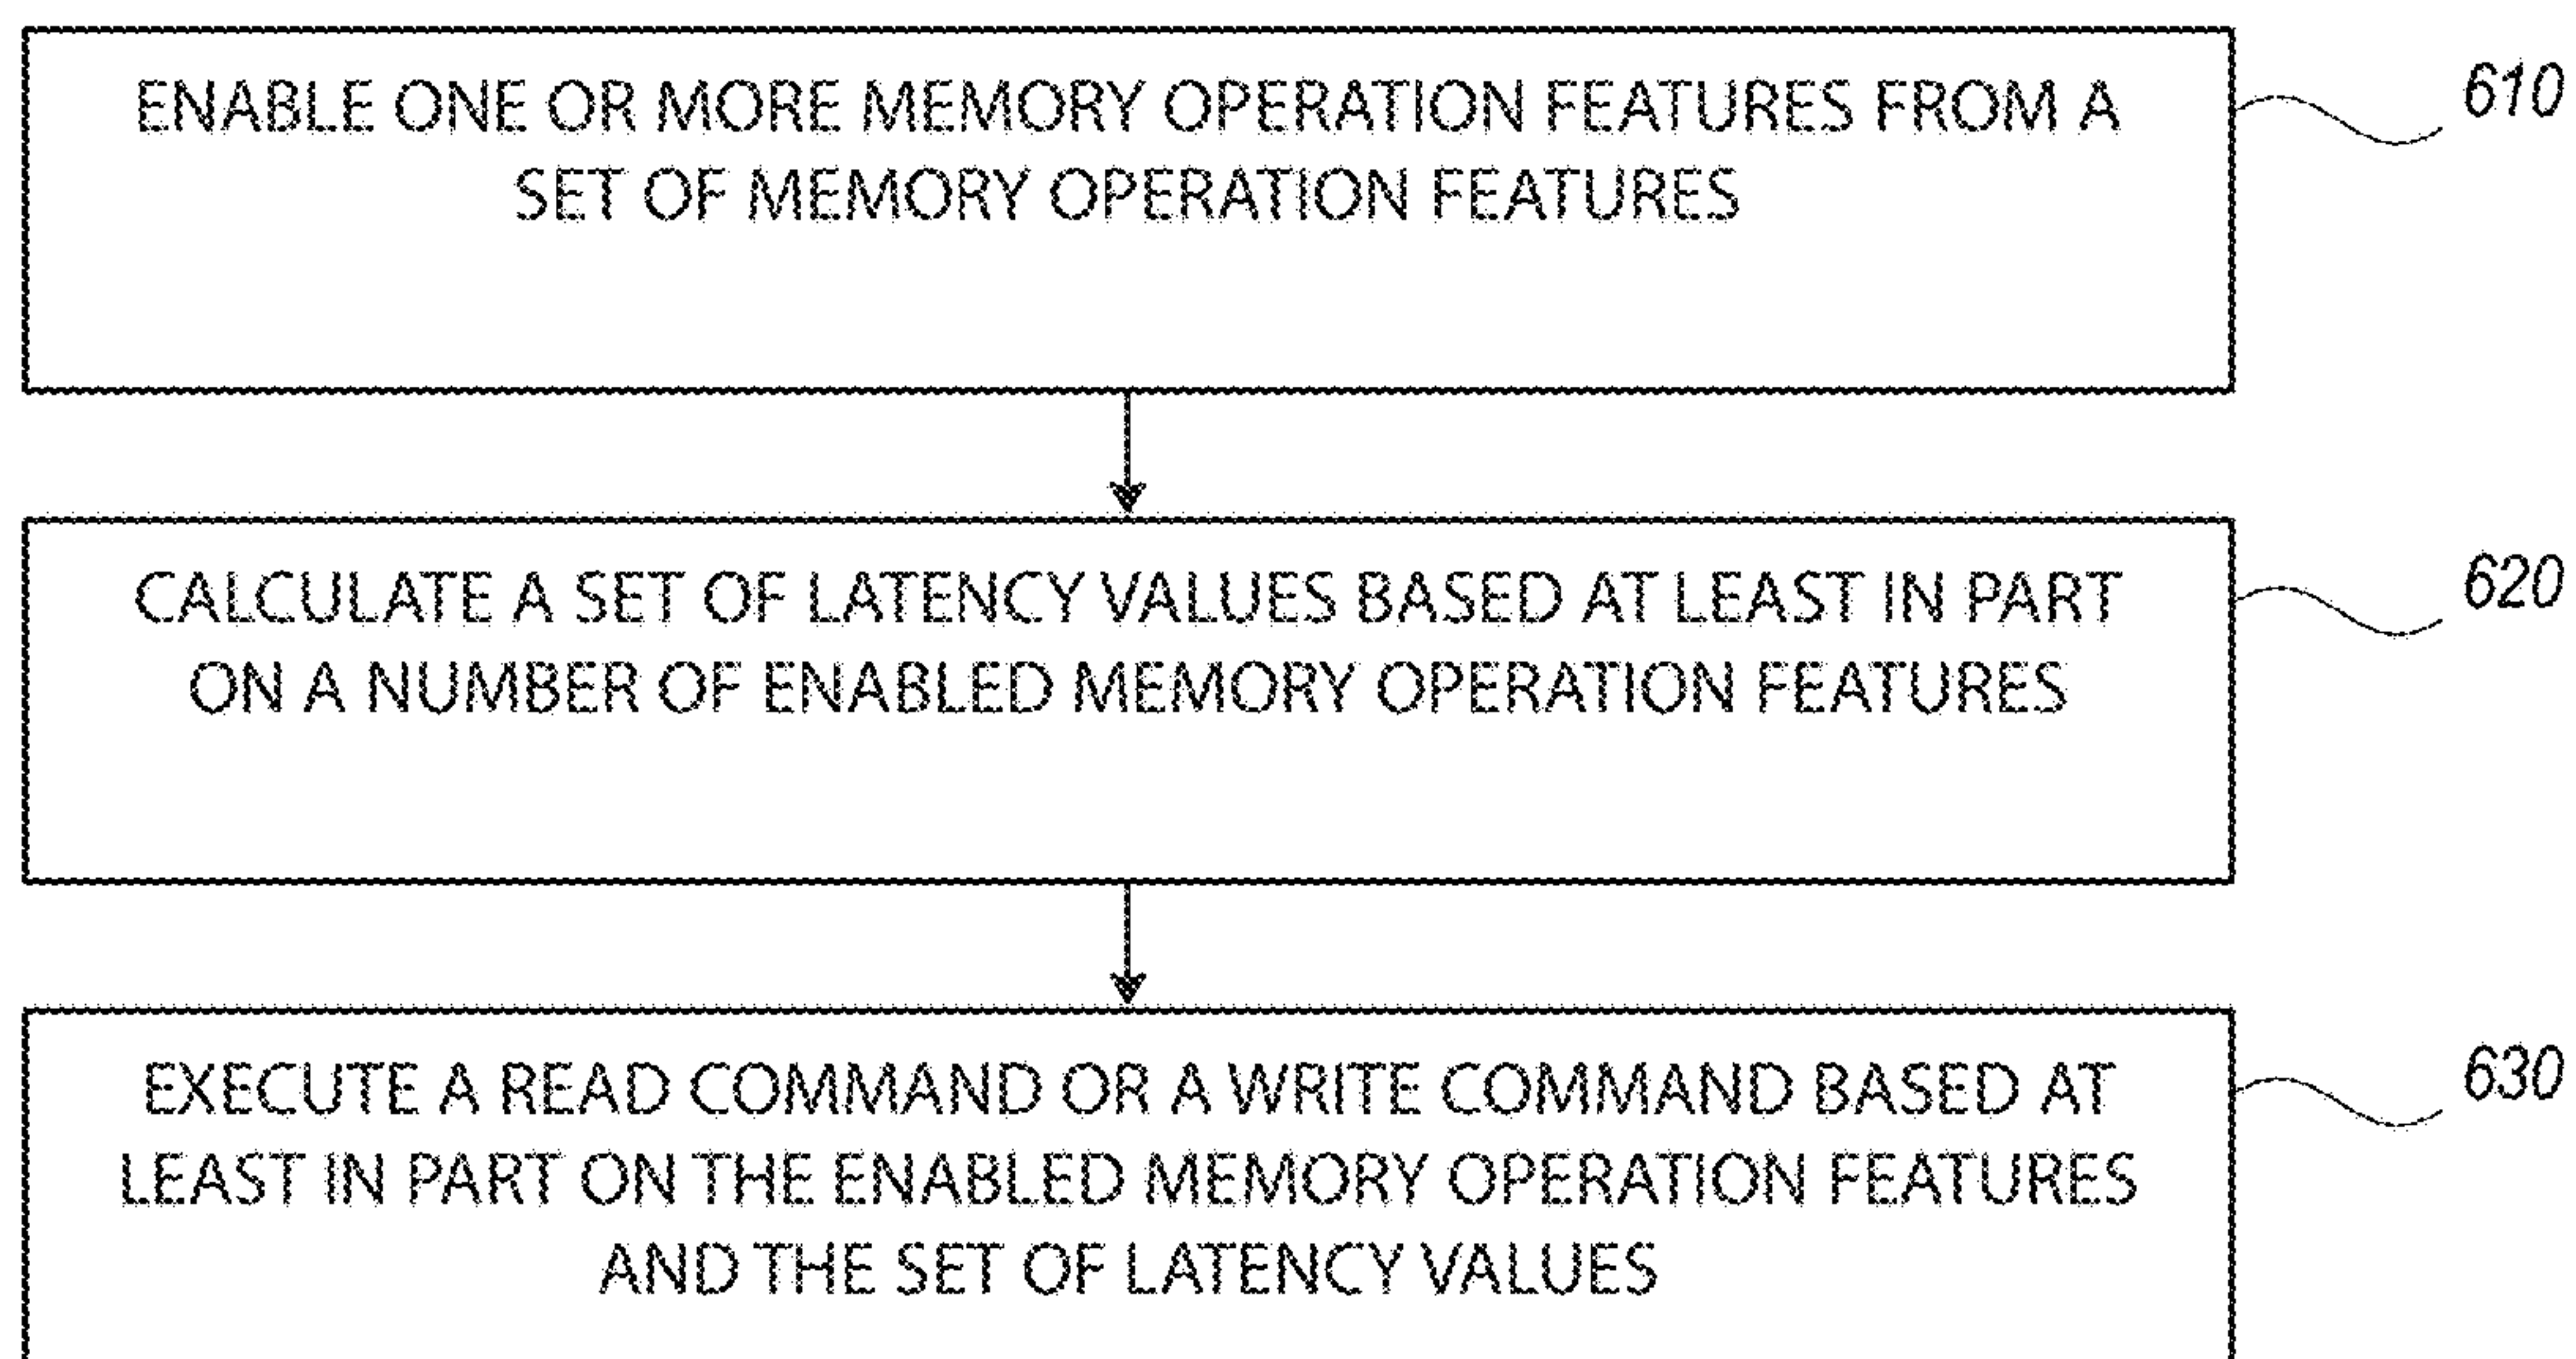 ENABLE ONE OR MORE MEMORY OPERATION FEATURES FROM A
SET OF MEMORY OPERATION FEATURES
610
CALCULATE A SET OF LATENCY VALUES BASED AT LEAST IN PART
ON A NUMBER OF ENABLED MEMORY OPERATION FEATURES
620
EXECUTE A READ COMMAND OR A WRITE COMMAND BASED AT
LEAST IN PART ON THE ENABLED MEMORY OPERATION FEATURES
AND THE SET OF LATENCY VALUES
630